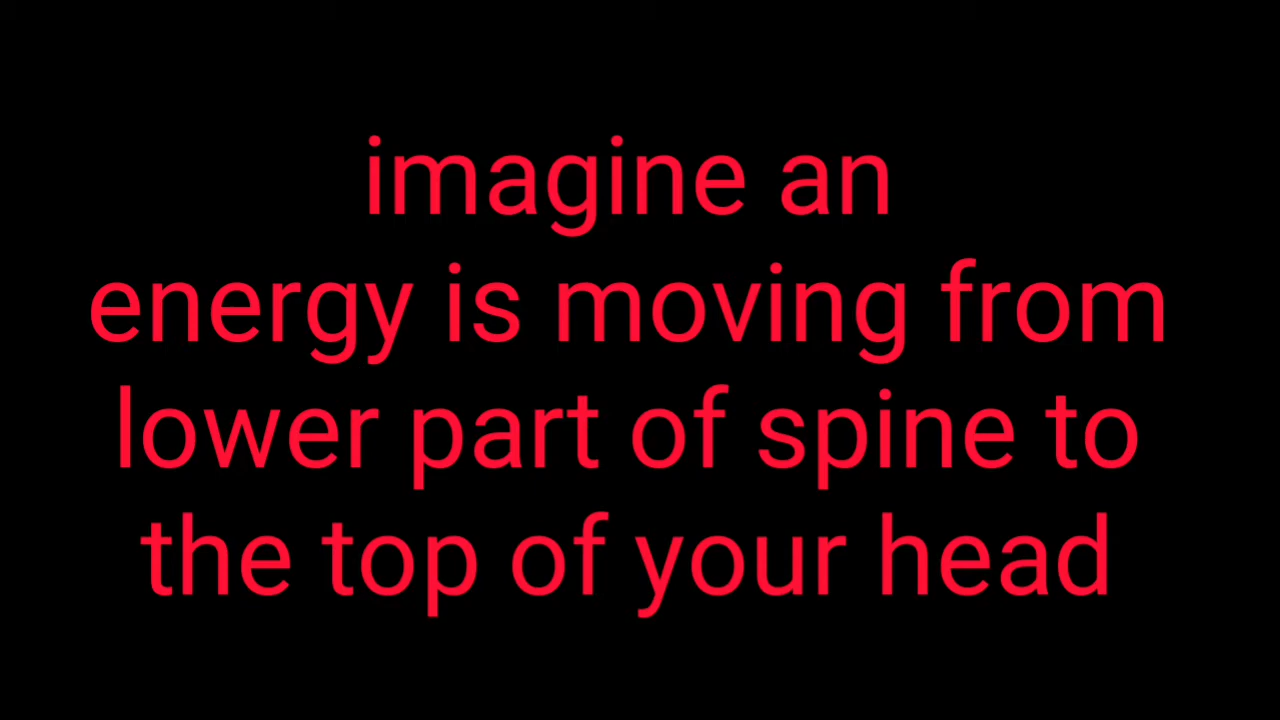 imagine an
energy is moving from
lower part of spine to
the top of your head